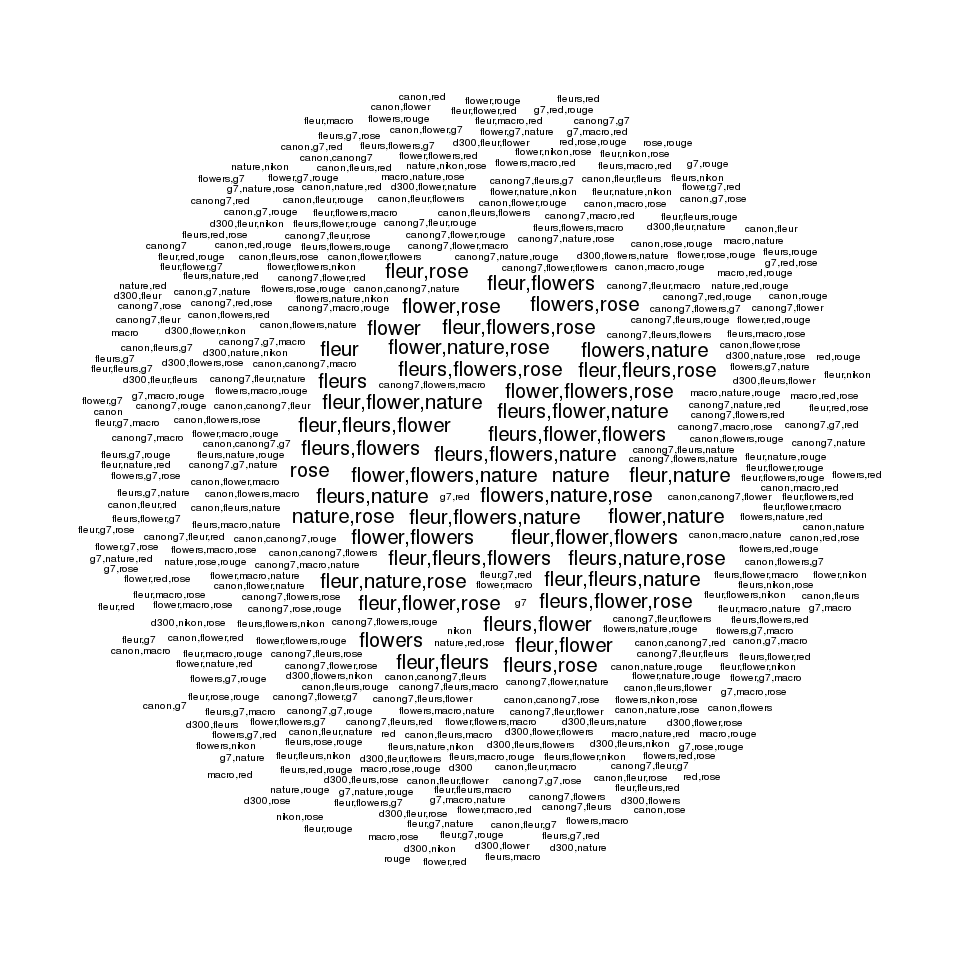 canon,red
flower,rouge
fleurs,red
canon,flower
fleur,flower,red
g7,red,rouge
fleur,macro
flowers,rouge
fleur,macro,red
canong7,g7
fleurs,g7,rose
canon,flower,g7
flower,g7,nature
g7,macro,red
canon,g7,red
fleurs,flowers,g7
d300,fleur,flower
red,rose,rouge
rose,rouge
canon,canong7
flower,flowers,red
flower,nikon,rose
fleur,nikon,rose
nature,nikon
canon,fleurs,red
nature,nikon,rose
flowers,macro,red
fleurs,macro,red
g7,rouge
flowers,g7
flower,g7,rouge
macro,nature,rose
canong7,fleurs,g7
canon,fleur,fleurs
fleurs,nikon
g7,nature,rose
canon,nature,red
d300,flower,nature
flower,nature,nikon
fleur,nature,nikon
flower,g7,red
canong7,red
canon,fleur,rouge
canon,fleur,flowers
canon,flower,rouge
canon,macro,rose
canon,g7,rose
canon,g7,rouge
fleur,flowers,macro
canon,fleurs,flowers
canong7,macro,red
fleur,fleurs,rouge
d300,fleur,nikon
fleurs,flower,rouge
canong7,fleur,rouge
fleurs,flowers,macro
d300,fleur,nature
canon,fleur
fleurs,red,rose
canong7,fleur,rose
canong7,flower,rouge
canong7,nature,rose
canon,rose,rouge
macro,nature
canong7
canon,red,rouge
fleurs,flowers,rouge
canong7,flower,macro
fleur,red,rouge
canon,fleurs,rose
canon,flower,flowers
canong7,nature,rouge
d300,flowers,nature
flower,rose,rouge
fleurs,rouge
fleur,flower,g7
flower,flowers,nikon
fleur,rose
canong7,flower,flowers
canon,macro,rouge
g7,red,rose
fleurs,nature,red
canong7,flower,red
fleur,flowers
macro,red,rouge
nature,red
canon,g7,nature
flowers,rose,rouge
canon,canong7,nature
canong7,fleur,macro
nature,red,rouge
d300,fleur
canong7,red,rose
flowers,nature,nikon
flower,rose
flowers,rose
canong7,red,rouge
canon,rouge
canong7,rose
canong7,macro,rouge
canong7,flowers,g7
canong7,flower
canong7,fleur
canon,flowers,red
canon,flowers,nature
flower
fleur,flowers,rose
canong7,fleurs,rouge
flower,red,rouge
macro
d300,flower,nikon
canong7,fleurs,flowers
fleurs,macro,rose
canon,fleurs,g7
canong7,g7,macro
fleur
flower,nature,rose
flowers,nature
canon,flower,rose
fleurs,g7
d300,nature,nikon
d300,nature,rose
red,rouge
fleur,fleurs,g7
d300,flowers,rose
canon,canong7,macro
fleurs,flowers,rose
fleur,fleurs,rose
flowers,g7,nature
d300,fleur,fleurs
canong7,fleur,nature
fleurs
canong7,flowers,macro
d300,fleurs,flower
fleur,nikon
flower,g7
g7,macro,rouge
flowers,macro,rouge
flower,flowers,rose
macro,nature,rouge
macro,red,rose
canon
canong7,rouge
canon,canong7,fleur
fleur,flower,nature
fleurs,flower,nature
canong7,nature,red
fleur,red,rose
fleur,g7,macro
canon,flowers,rose
fleur,fleurs,flower
canong7,flowers,red
canon,macro,rose
canong7,g7,red
canong7,macro
flower,macro,rouge
fleurs,flower,flowers
canon,flowers,rouge
canong7,nature
canon,canong7,g7
fleurs,flowers
canong7,fleurs,nature
fleurs,g7,rouge
fleurs,nature,rouge
fleurs,flowers,nature
canong7,flowers,nature
fleur,nature,rouge
fleur,nature,red
canong7,g7,nature
rose
flower,flowers,nature
nature
fleur,nature
fleur,flower,rouge
flowers,g7,rose
canon,flower,macro
fleur,flowers,rouge
flowers,red
fleurs,g7,nature
canon,flowers,macro
fleurs,nature
g7,red
flowers,nature,rose
canon,canong7,flower
canon,macro,red
fleur,flowers,red
canon,fleur,red
canon,fleurs,nature
fleur,flower,macro
fleurs,flower,g7
fleurs,macro,nature
nature,rose
fleur,flowers,nature
flower,nature
flowers,nature,red
fleur,g7,rose
canong7,fleur,red
canon,canong7,rose
flower,flowers
fleur,flower,flowers
canon,macro,nature
canon,nature
canon,red,rose
flower,g7,rose
flowers,macro,rose
canon,canong7,flowers
fleur,fleurs,flowers
fleurs,nature,rose
flowers,red,rouge
g7,nature,red
nature,rose,rouge
canong7,macro,nature
canon,flowers,g7
g7,rose
flower,red,rose
flower,macro,nature
canon,flower,nature
fleur,nature,rose
fleur,g7,red
flower,macro
fleur,fleurs,nature
fleurs,flower,macro
flower,nikon
fleurs,nikon,rose
fleur,macro,rose
canong7,flowers,rose
fleur,flower,rose
g7
fleurs,flower,rose
fleur,flowers,nikon
canon,fleurs
fleur,red
flower,macro,rose
canong7,rose,rouge
fleur,macro,nature
g7,macro
d300,nikon,rose
fleurs,flowers,nikon
canong7,flowers,rouge
nikon
fleurs,flower
canong7,fleur,flowers
flowers,nature,rouge
fleurs,flowers,red
flowers,g7,macro
fleur,g7
canon,flower,red
flower,flowers,rouge
flowers
nature,red,rose
fleur,flower
canon,canong7,red
canon,g7,macro
canon,macro
fleur,macro,rouge
canong7,fleurs,rose
canong7,fleur,fleurs
fleurs,flower,red
flower,nature,red
canong7,flower,rose
fleur,fleurs
fleurs,rose
canon,nature,rouge
fleur,flower,nikon
flowers,g7,rouge
d300,flowers,nikon
canon,canong7,fleurs
canong7,flower,nature
flower,nature,rouge
flower,g7,macro
canon,fleurs,rouge
canong7,fleurs,macro
canon,fleurs,flower
g7,macro,rose
fleur,rose,rouge
canong7,flower,g7
canong7,fleurs,flower
canon,canong7,rouge
flowers,nikon,rose
canon,g7
fleurs,g7,macro
canong7,g7,rouge
flowers,macro,nature
canong7,fleur,flower
canon,nature,rose
canon,flowers
d300,fleurs
flower,flowers,g7
canong7,fleurs,red
flower,flowers,macro
d300,fleurs,nature
d300,flower,rose
flowers,g7,red
canon,fleur,nature
red
canon,fleurs,macro
d300,flower,flowers
macro,nature,red
macro,rouge
flowers,nikon
fleurs,rose,rouge
fleurs,nature,nikon
d300,fleurs,flowers
d300,fleurs,nikon
g7,rose,rouge
g7,nature
fleur,fleurs,nikon
d300,fleur,flowers
fleurs,macro,rouge
fleurs,flower,nikon
flowers,red,rose
macro,red
fleurs,red,rouge
macro,rose,rouge
d300
canon,fleur,macro
canong7,fleur,g7
d300,fleurs,rose
canon,fleur,flower
canong7,g7,rose
canon,fleur,rose
red,rose
nature,rouge
g7,nature,rouge
fleur,fleurs,macro
fleur,fleurs,red
d300,rose
fleur,flowers,g7
g7,macro,nature
canong7,flowers
d300,flowers
nikon,rose
d300,fleur,rose
flower,macro,red
canong7,fleurs
canon,rose
fleur,rouge
fleur,g7,nature
canon,fleur,g7
flowers,macro
macro,rose
fleur,g7,rouge
fleurs,g7,red
d300,nikon
d300,flower
d300,nature
rouge
flower,red
fleurs,macro